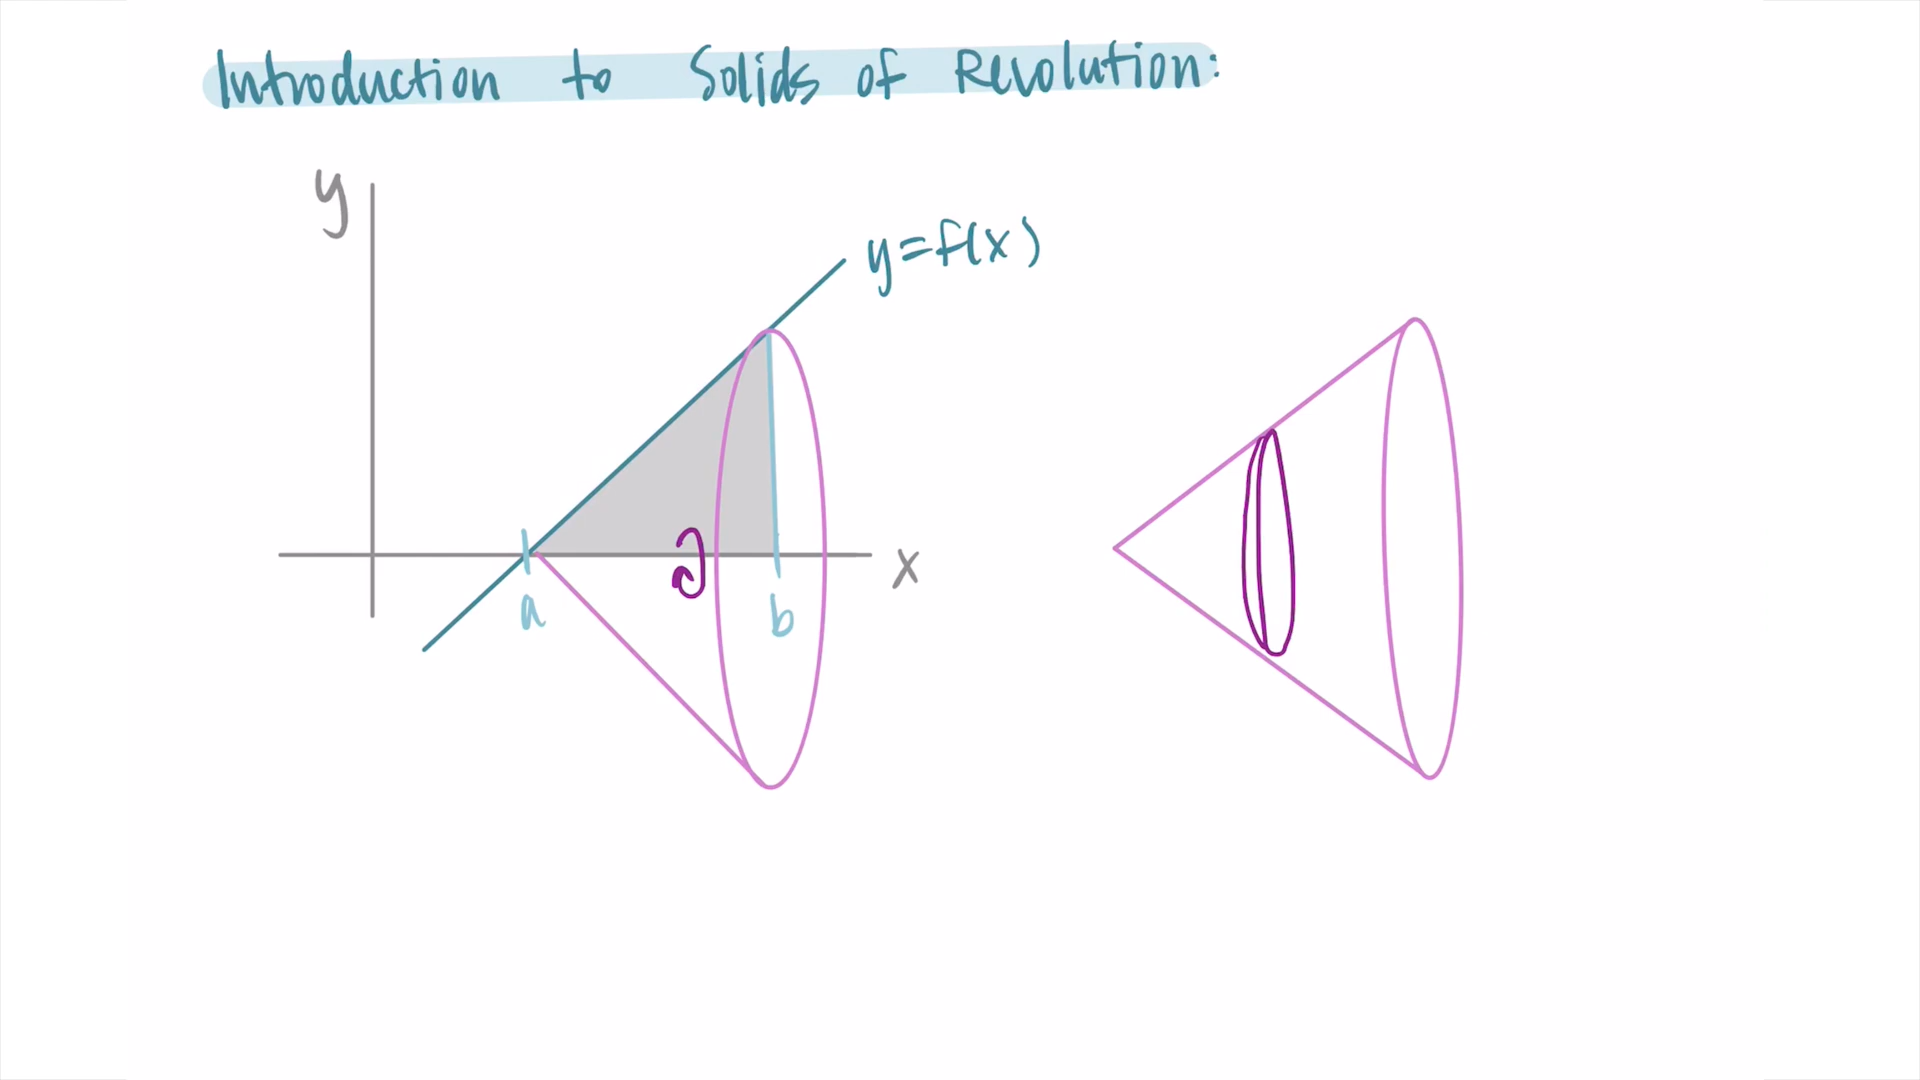 Introduction to Solids of Revolution:
y
y=f(x)
x
a
b